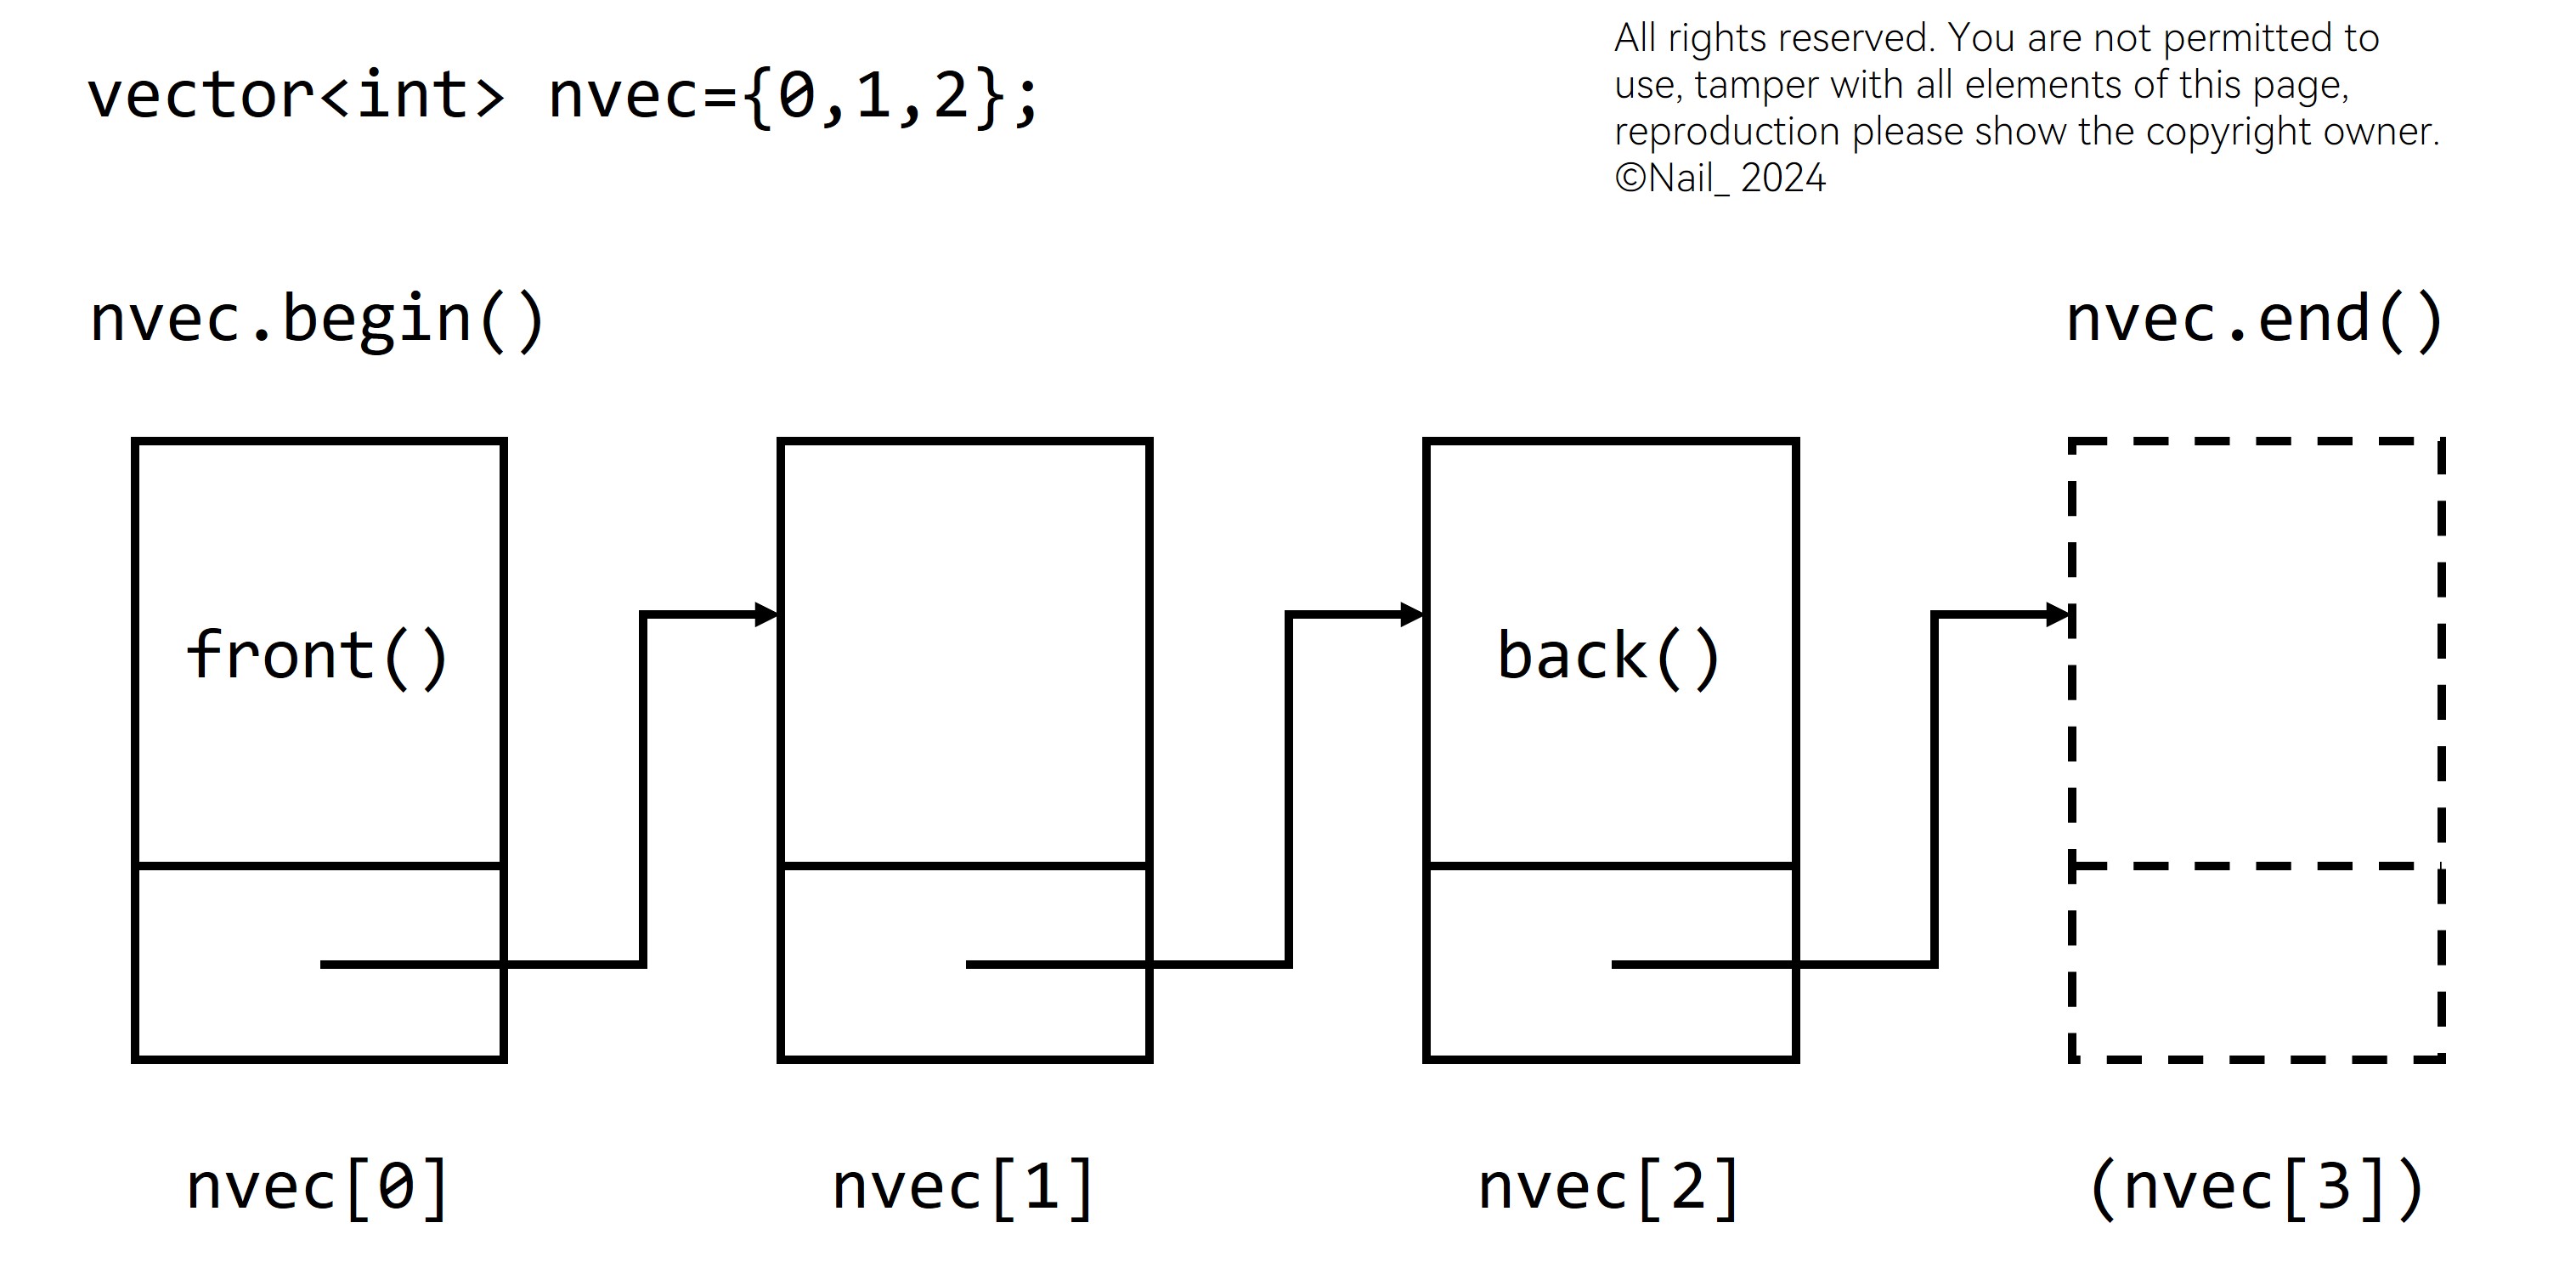 vector<int> nvec={0,1,2};
All rights reserved. You are not permitted to
use, tamper with all elements of this page,
reproduction please show the copyright owner.
©Nail_ 2024
nvec.begin()
nvec.end()
front()
back()
nvec[0]
nvec[1]
nvec[2]
(nvec[3])